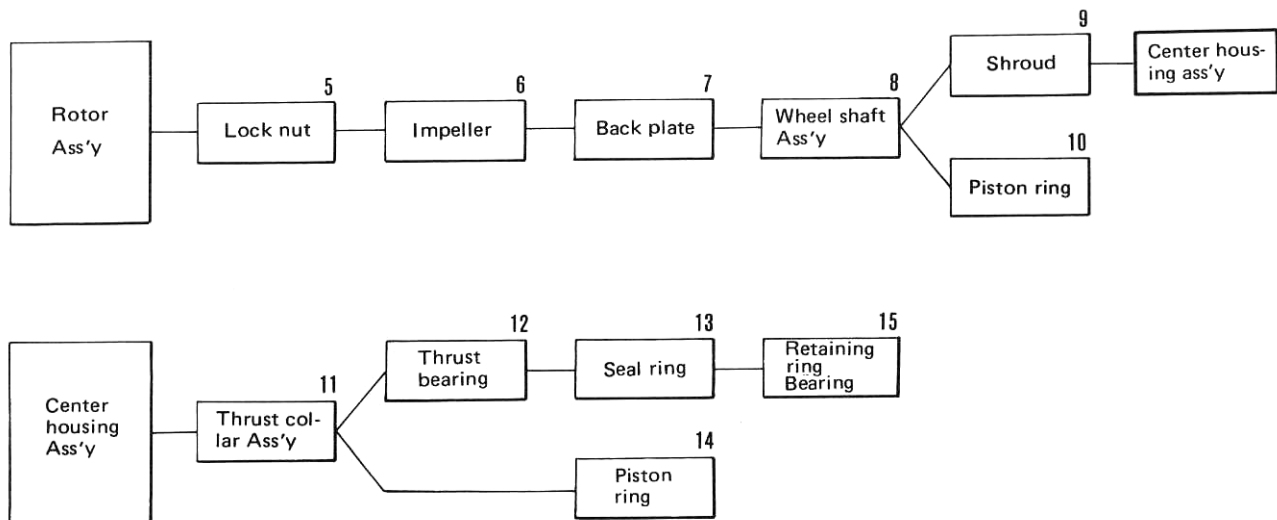 Rotor
Ass'y
5
Lock nut
6
Impeller
7
Back plate
8
Wheel shaft
Ass'y
9
Shroud
Center hous-
ing ass'y
10
Piston ring
Center
housing
Ass'y
11
Thrust col-
lar Ass'y
12
Thrust
bearing
13
Seal ring
15
Retaining
ring
Bearing
14
Piston
ring